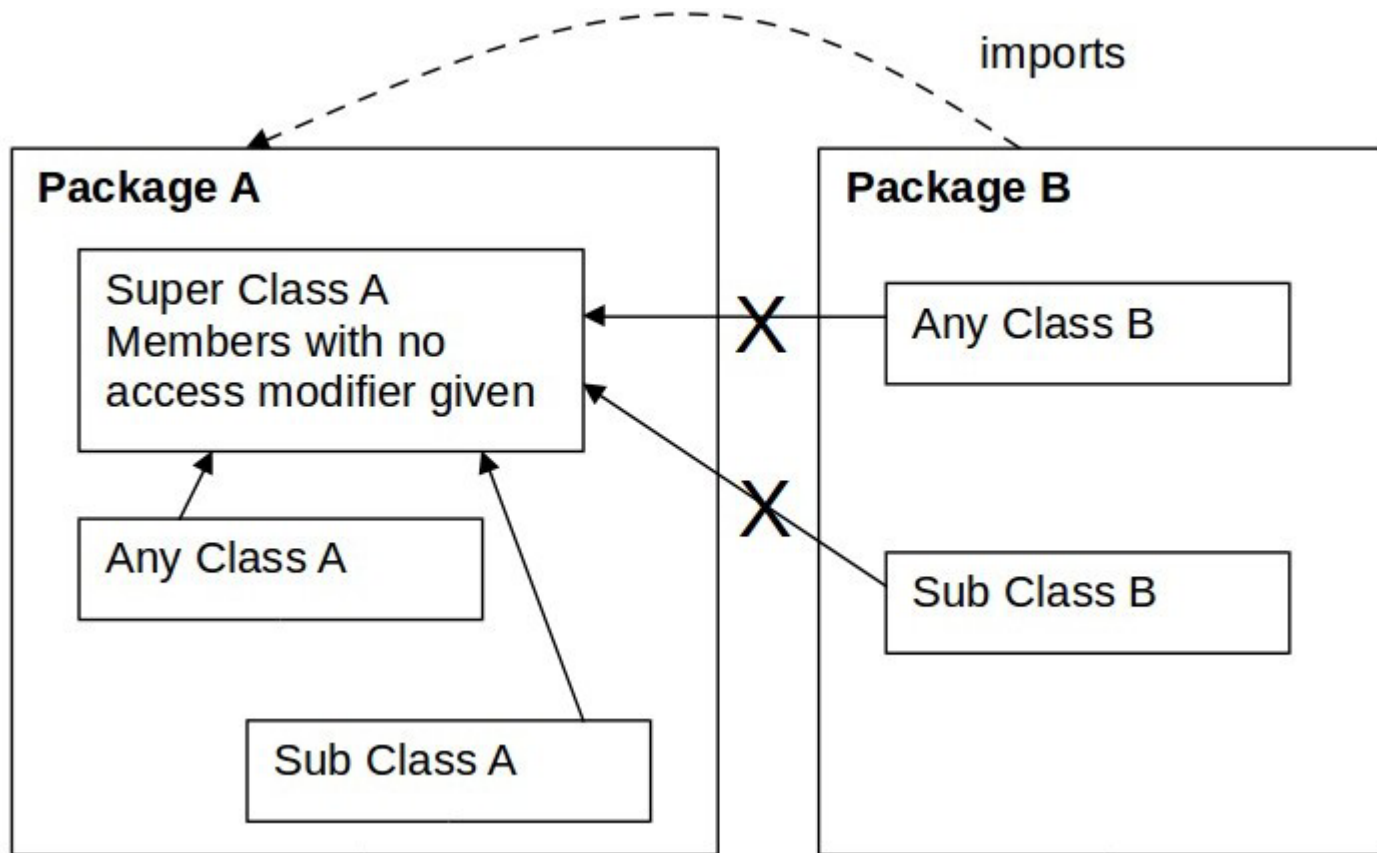 imports
Package A
Package B
Super Class A
Members with no
access modifier given
X
Any Class B
X
Any Class A
Sub Class B
Sub Class A